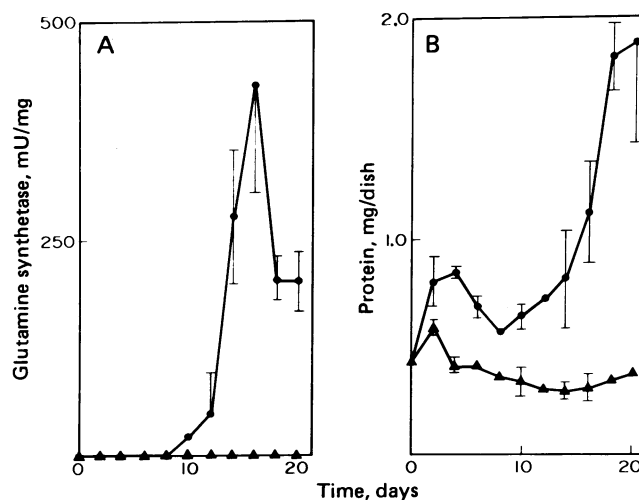 A
B
Glutamine synthetase, mU/mg
500
250
0
10
20
Protein, mg/dish
2.0
1.0
0
10
20
Time, days